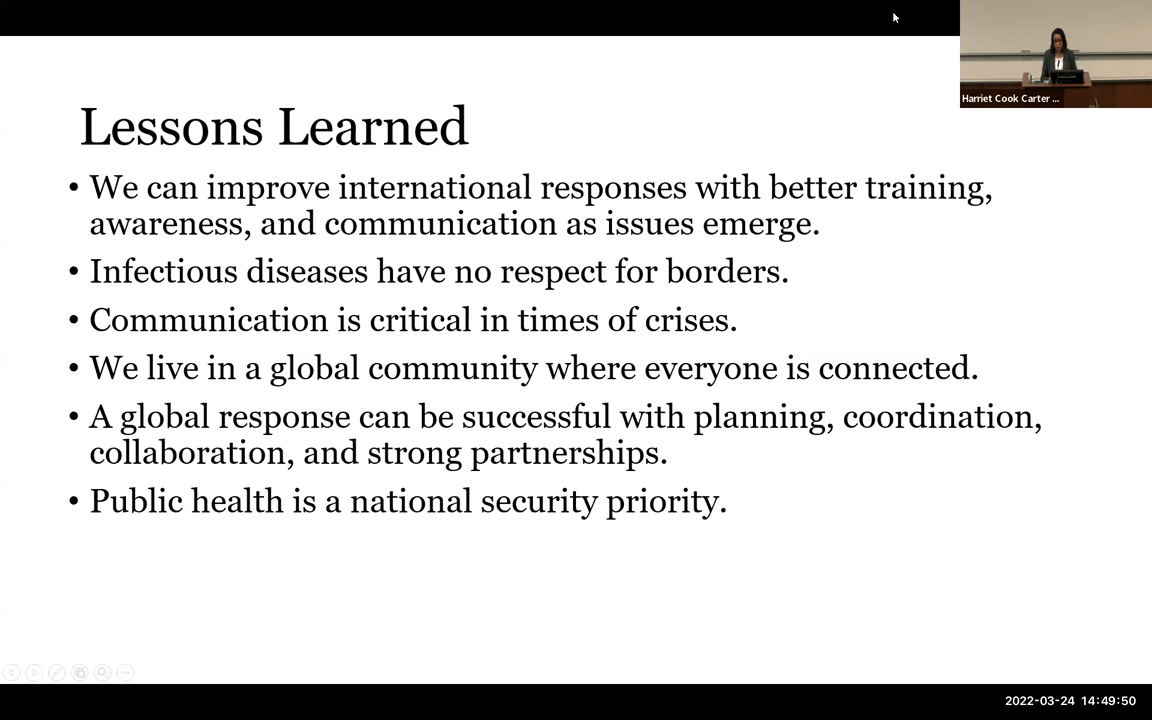 Harriet Cook Carter ...
Lessons Learned
• We can improve international responses with better training,
awareness, and communication as issues emerge.
• Infectious diseases have no respect for borders.
• Communication is critical in times of crises.
• We live in a global community where everyone is connected.
• A global response can be successful with planning, coordination,
collaboration, and strong partnerships.
• Public health is a national security priority.
2022-03-24 14:49:50